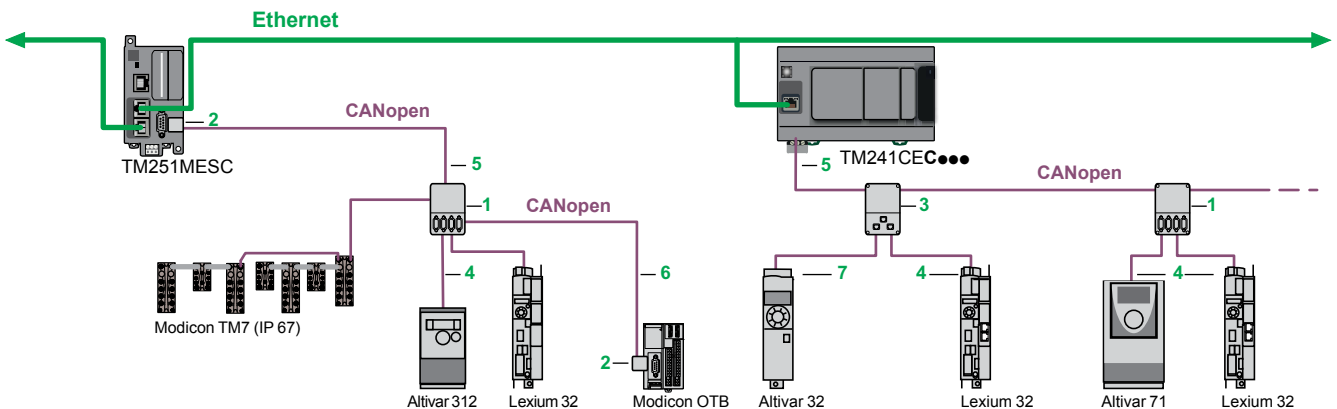 Ethernet
CANopen
2
TM251MESC
5
TM241CEC●●●
5
CANopen
1
CANopen
3
1
4
6
7
4
4
Modicon TM7 (IP 67)
2
Altivar 312
Lexium 32
Modicon OTB
Altivar 32
Lexium 32
Altivar 71
Lexium 32